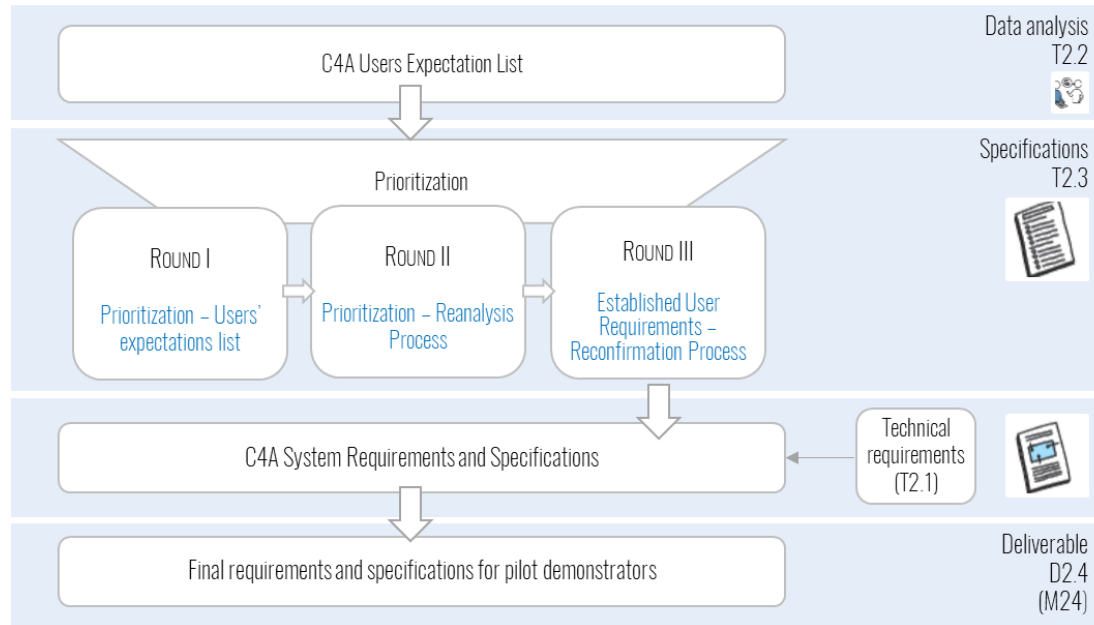 Data analysis
T2.2
C4A Users Expectation List
Specifications
T2.3
Prioritization
ROUND I
Prioritization – Users'
expectations list
ROUND II
Prioritization – Reanalysis
Process
ROUND III
Established User
Requirements –
Reconfirmation Process
C4A System Requirements and Specifications
Technical
requirements
(T2.1)
Final requirements and specifications for pilot demonstrators
Deliverable
D2.4
(M24)